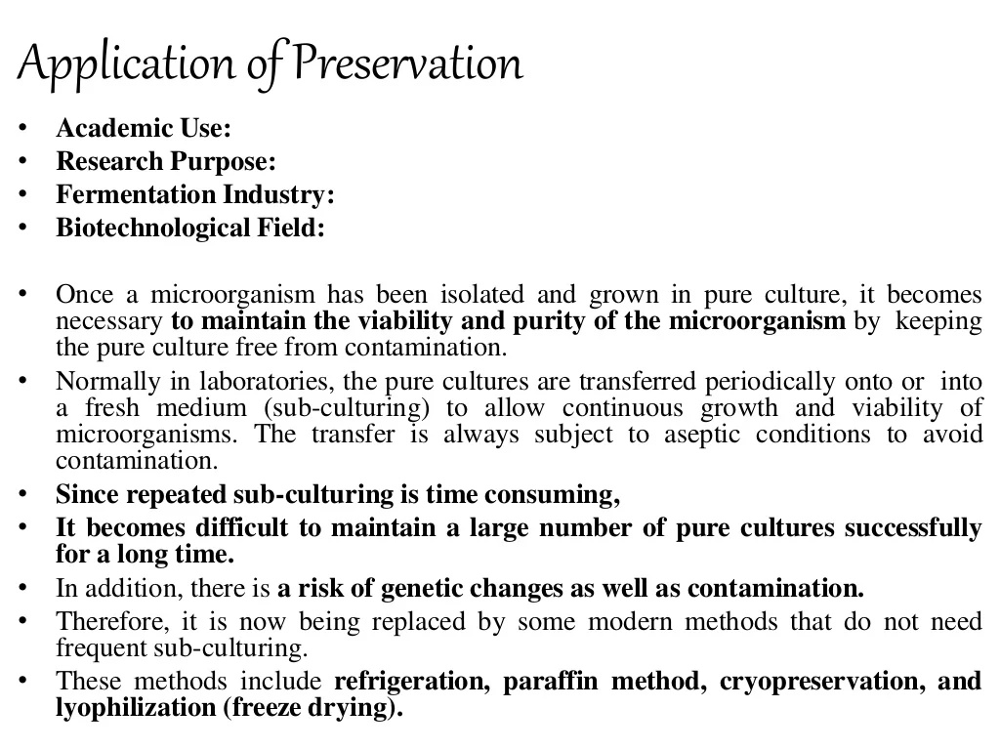 Application of Preservation
• Academic Use:
• Research Purpose:
• Fermentation Industry:
• Biotechnological Field:
• Once a microorganism has been isolated and grown in pure culture, it becomes
necessary to maintain the viability and purity of the microorganism by keeping
the pure culture free from contamination.
• Normally in laboratories, the pure cultures are transferred periodically onto or into
a fresh medium (sub-culturing) to allow continuous growth and viability of
microorganisms. The transfer is always subject to aseptic conditions to avoid
contamination.
• Since repeated sub-culturing is time consuming,
• It becomes difficult to maintain a large number of pure cultures successfully
for a long time.
• In addition, there is a risk of genetic changes as well as contamination.
• Therefore, it is now being replaced by some modern methods that do not need
frequent sub-culturing.
• These methods include refrigeration, paraffin method, cryopreservation, and
lyophilization (freeze drying).